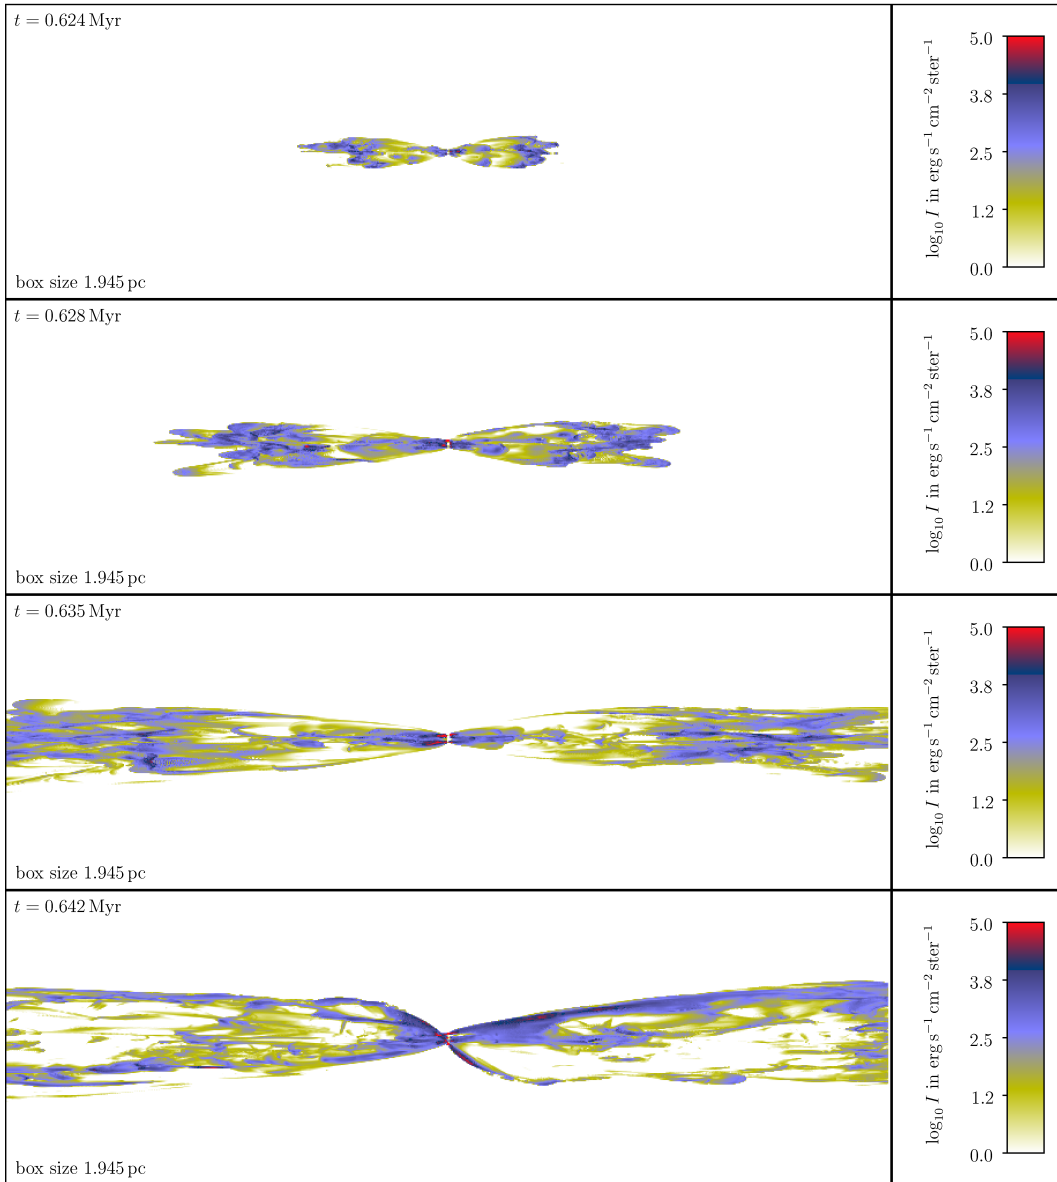 t = 0.624 Myr
box size 1.945 pc
log₁₀ I in erg s⁻¹ cm⁻² ster⁻¹
5.0
3.8
2.5
1.2
0.0
t = 0.628 Myr
box size 1.945 pc
log₁₀ I in erg s⁻¹ cm⁻² ster⁻¹
5.0
3.8
2.5
1.2
0.0
t = 0.635 Myr
box size 1.945 pc
log₁₀ I in erg s⁻¹ cm⁻² ster⁻¹
5.0
3.8
2.5
1.2
0.0
t = 0.642 Myr
box size 1.945 pc
log₁₀ I in erg s⁻¹ cm⁻² ster⁻¹
5.0
3.8
2.5
1.2
0.0